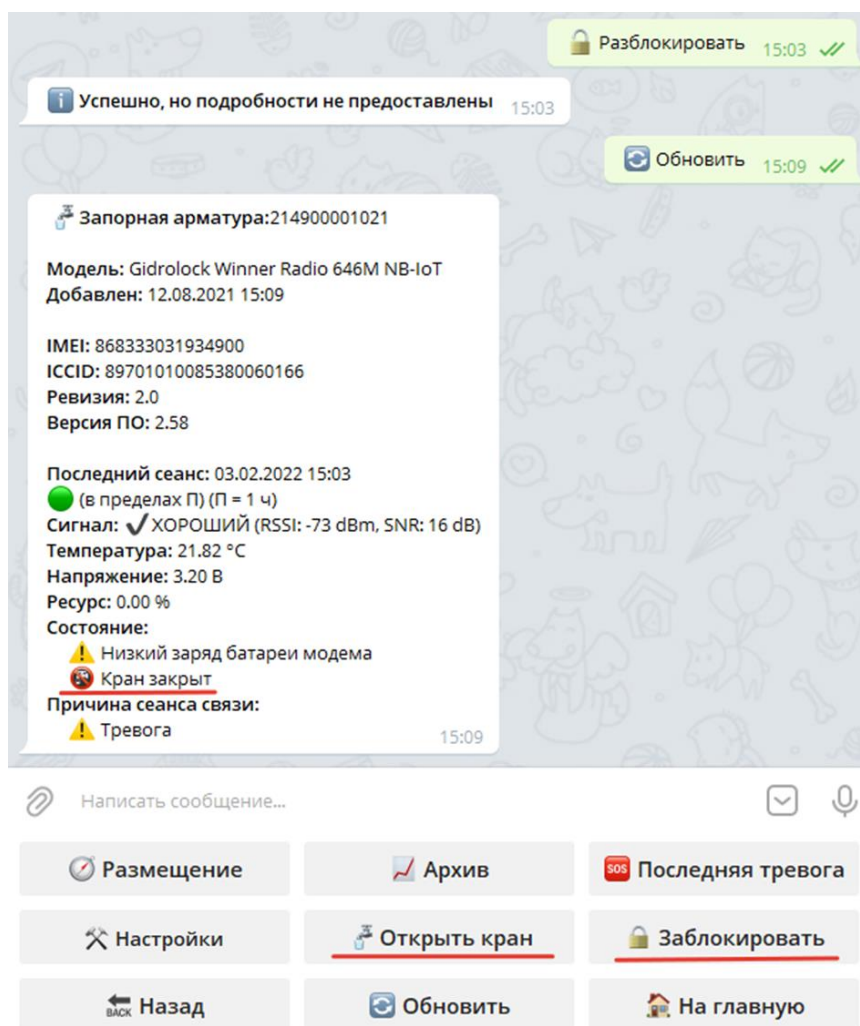 Разблокировать 15:03
Успешно, но подробности не предоставлены 15:03
Обновить 15:09
Запорная арматура:214900001021
Модель: Gidrolock Winner Radio 646M NB-IoT
Добавлен: 12.08.2021 15:09
IMEI: 868333031934900
ICCID: 89701010085380060166
Ревизия: 2.0
Версия ПО: 2.58
Последний сеанс: 03.02.2022 15:03
(в пределах П) (П = 1 ч)
Сигнал: ✔ ХОРОШИЙ (RSSI: -73 dBm, SNR: 16 dB)
Температура: 21.82 °C
Напряжение: 3.20 В
Ресурс: 0.00 %
Состояние:
Низкий заряд батареи модема
Кран закрыт
Причина сеанса связи:
Тревога 15:09
Написать сообщение...
Размещение Архив SOS Последняя тревога
Настройки Открыть кран Заблокировать
BACK Назад Обновить На главную